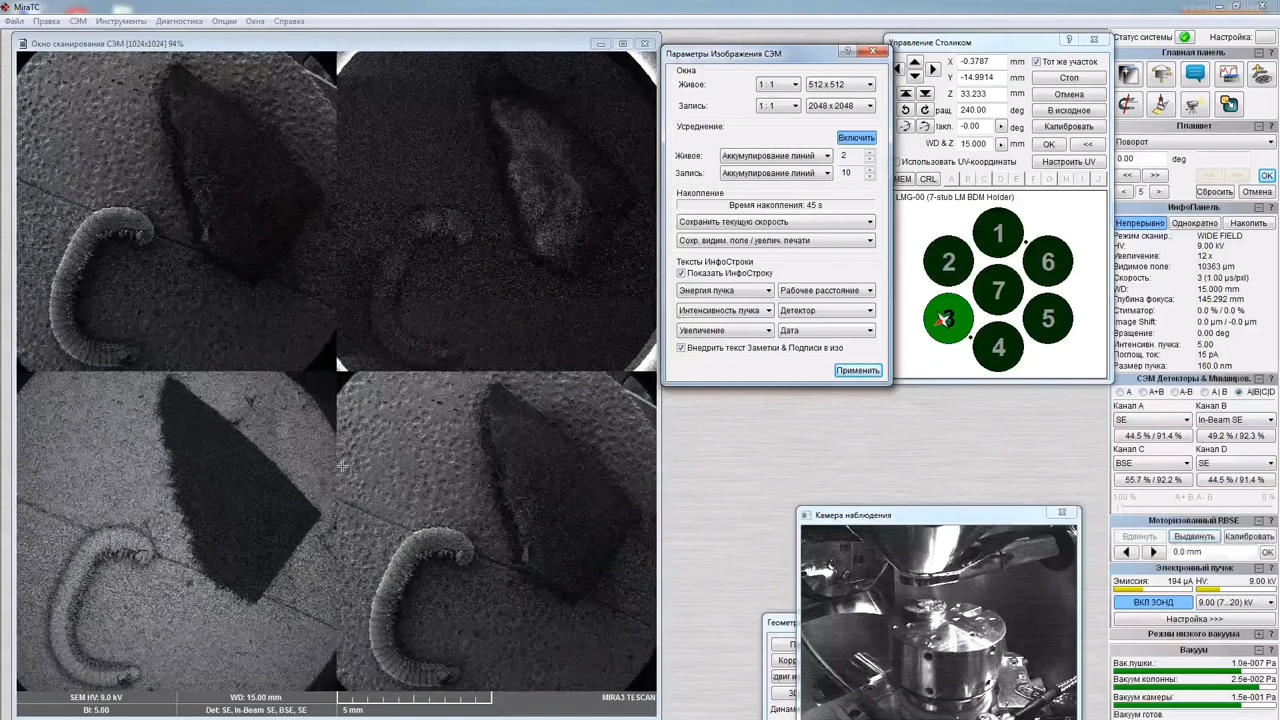 MiraTC
Файл Правка СЭМ Инструменты Диагностика Опции Окна Справка
Окно сканирования СЭМ [1024x1024] 94%
SEM HV: 9.0 kV WD: 15.00 mm MIRA3 TESCAN
BI: 5.00 Det: SE, In-Beam SE, BSE, SE 5 mm
Параметры Изображения СЭМ
Окна
Живое: 1 : 1 512 x 512
Запись: 1 : 1 2048 x 2048
Усреднение:
Включить
Живое: Аккумулирование линий 2
Запись: Аккумулирование линий 10
Накопление
Время накопления: 45 s
Сохранить текущую скорость
Сохр. видим. поле / увелич. печати
Тексты ИнфоСтроки
Показать ИнфоСтроку
Энергия пучка Рабочее расстояние
Интенсивность пучка Детектор
Увеличение Дата
Внедрить текст Заметки & Подписи в изо
Применить
Управление Столиком
X -0.3787 mm Тот же участок
Y -14.9914 mm Стоп
Z 33.233 mm Отмена
ращ. 240.00 deg В исходное
lакл. -0.00 deg Калибровать
WD & Z 15.000 mm OK <<
Использовать UV-координаты Настроить UV
MEM CRL A B C D E F G H I J
LMG-00 (7-stub LM BDM Holder)
1
2 6
7
3 5
4
Камера наблюдения
Геомет
П
Корр
двиг и
3D
Динами
Статус системы Настройка:
Главная панель
Планшет
Поворот
0.00 deg
<< >> << >> OK
< 5 > Сбросить Отмена
ИнфоПанель
Непрерывно Однократно Накопить
Режим сканир.: WIDE FIELD
HV: 9.00 kV
Увеличение: 12 x
Видимое поле: 10363 µm
Скорость: 3 (1.00 µs/pxl)
WD: 15.000 mm
Глубина фокуса: 145.292 mm
Стигматор: 0.0 % / 0.0 %
Image Shift: 0.0 µm / -0.0 µm
Вращение: 0.00 deg
Интенсивн. пучка: 5.00
Поглощ. ток: 15 pA
Размер пучка: 160.0 nm
СЭМ Детекторы & Микширов.
A A+B A-B A|B A|B|C|D
Канал A Канал B
SE In-Beam SE
44.5 % / 91.4 % 49.2 % / 92.3 %
Канал C Канал D
BSE SE
55.7 % / 92.2 % 44.5 % / 91.4 %
100 % A+ B, A- B 0 %
Моторизованный RBSE
Вдвинуть Выдвинуть Калибровать
0.0 mm OK
Электронный пучок
Эмиссия: 194 µA HV: 9.00 kV
ВКЛ ЗОНД 9.00 (7...20) kV
Настройка >>>
Режим низкого вакуума
Вакуум
Вак.пушки.: 1.0e-007 Pa
Вакуум колонны: 2.5e-002 Pa
Вакуум камеры: 1.5e-001 Pa
Вакуум готов.